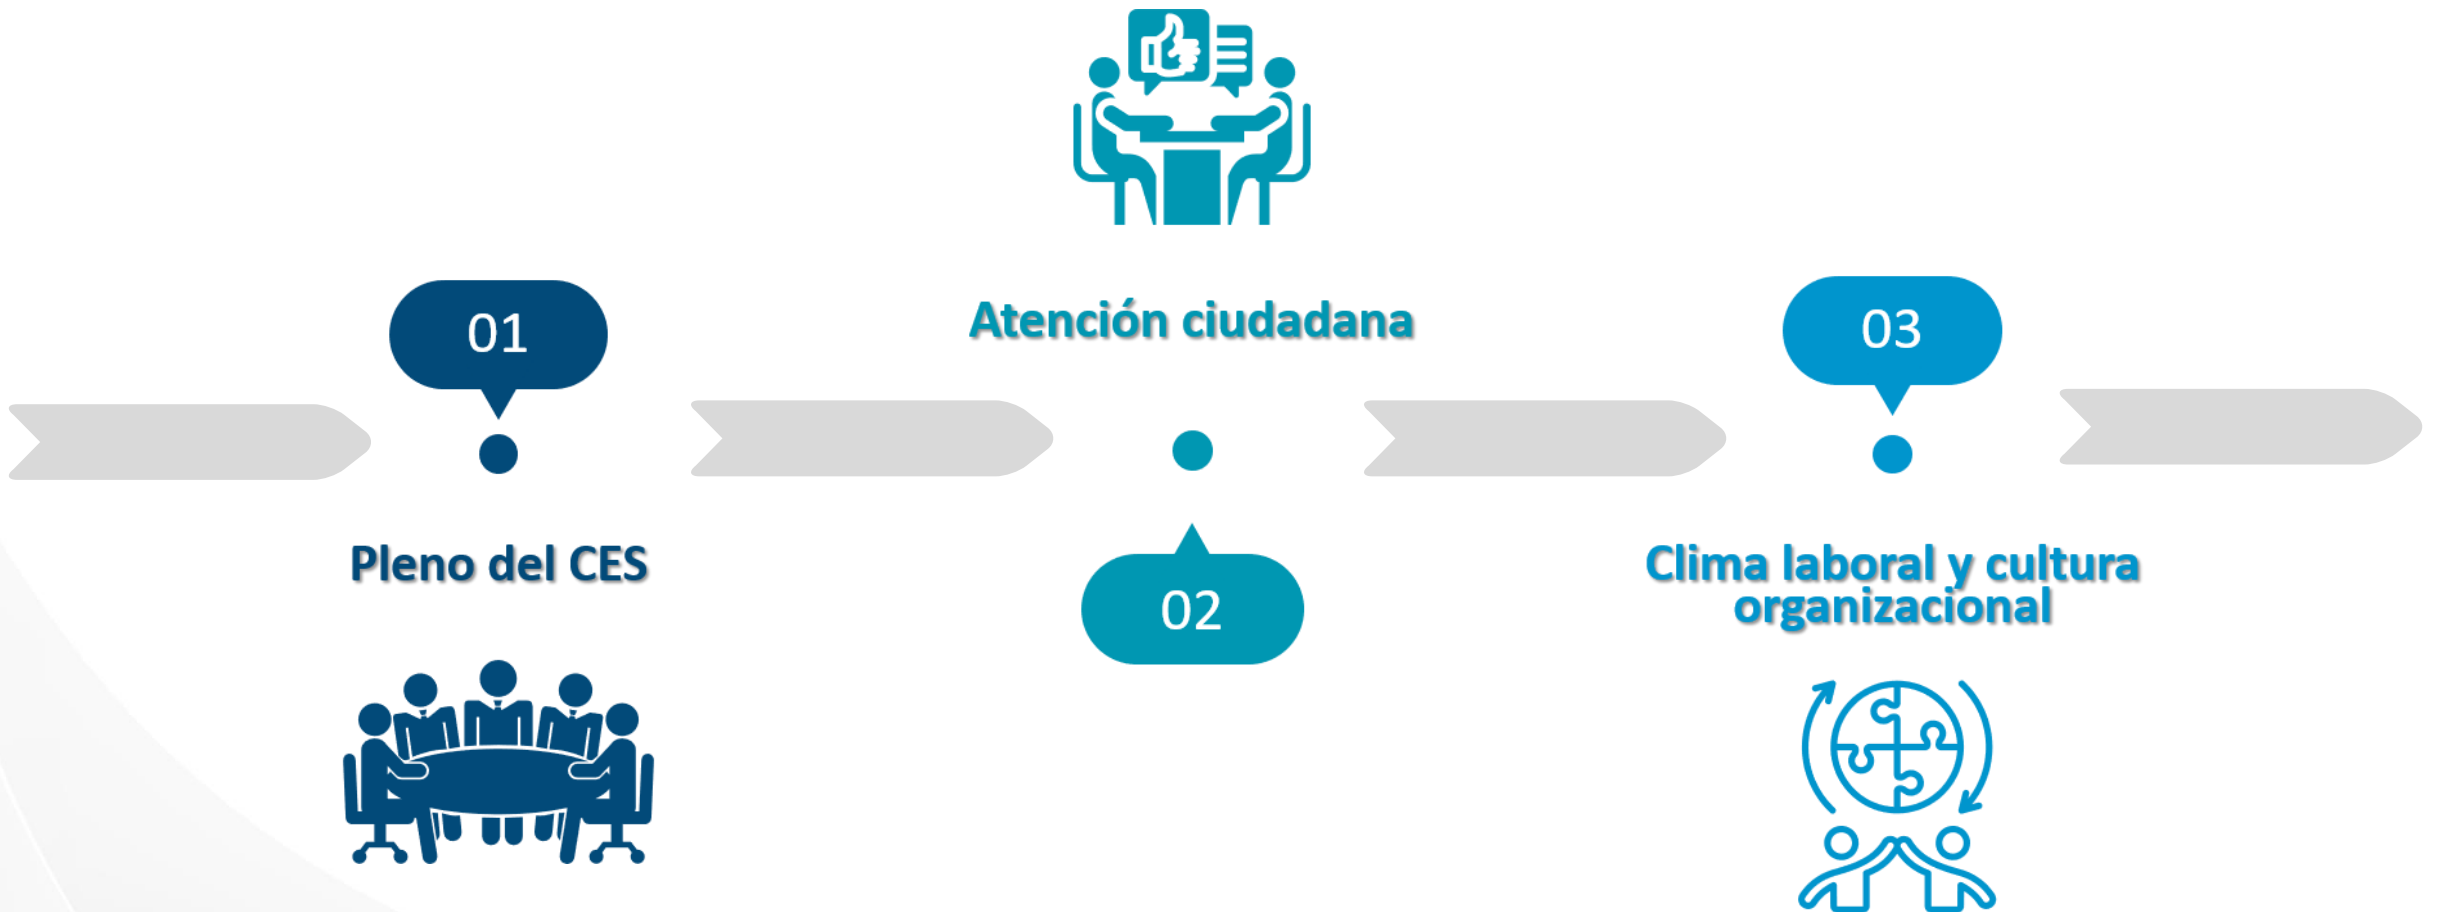 01
Pleno del CES
Atención ciudadana
02
03
Clima laboral y cultura
organizacional